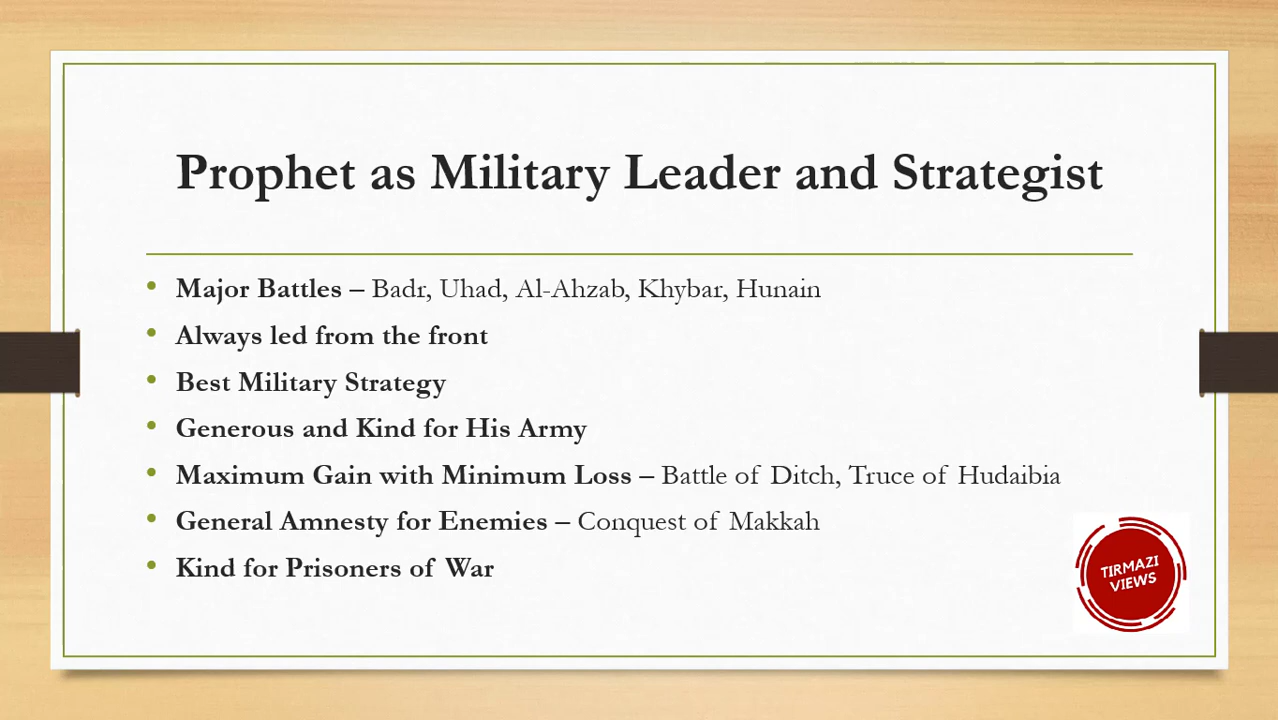 Prophet as Military Leader and Strategist
• Major Battles – Badr, Uhad, Al-Ahzab, Khybar, Hunain
• Always led from the front
• Best Military Strategy
• Generous and Kind for His Army
• Maximum Gain with Minimum Loss – Battle of Ditch, Truce of Hudaibia
• General Amnesty for Enemies – Conquest of Makkah
• Kind for Prisoners of War
TIRMAZI
VIEWS